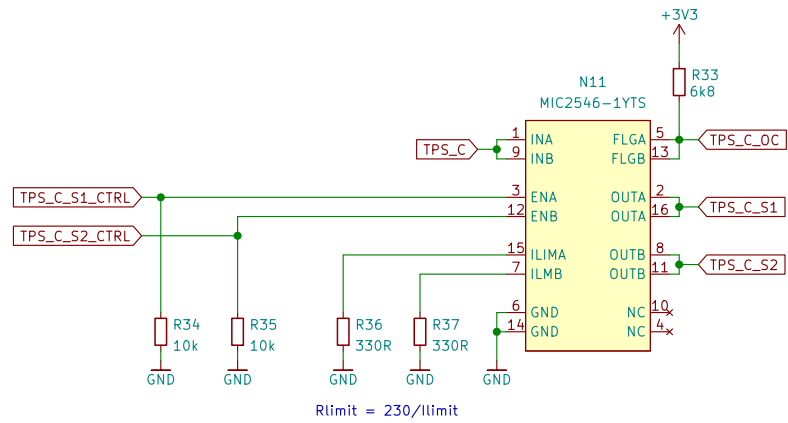 +3V3
R33
6k8
N11
MIC2546-1YTS
TPS_C
1 INA FLGA 5 TPS_C_OC
9 INB FLGB 13
TPS_C_S1_CTRL 3 ENA OUTA 2
12 ENB OUTA 16 TPS_C_S1
TPS_C_S2_CTRL
15 ILIMA OUTB 8
7 ILMB OUTB 11 TPS_C_S2
6 GND NC 10
14 GND NC 4
R34
10k
R35
10k
R36
330R
R37
330R
GND GND GND GND GND
Rlimit = 230/Ilimit